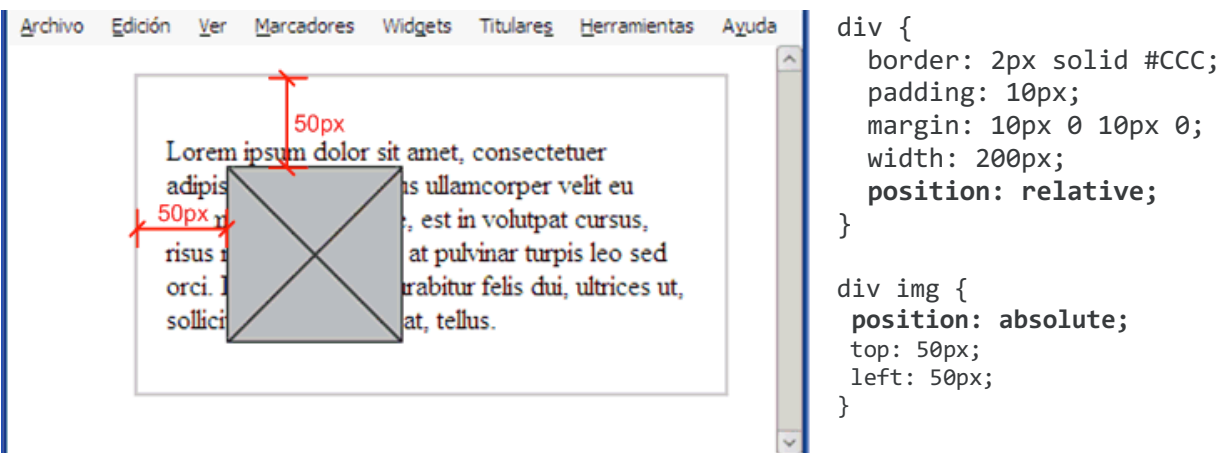 Archivo Edición Ver Marcadores Widgets Titulares Herramientas Ayuda
50px
Lorem ipsum dolor sit amet, consectetuer
adipis us ullamcorper velit eu
50px , est in volutpat cursus,
risus at pulvinar turpis leo sed
orci. urabitur felis dui, ultrices ut,
sollicit at, tellus.
div {
border: 2px solid #CCC;
padding: 10px;
margin: 10px 0 10px 0;
width: 200px;
position: relative;
}
div img {
position: absolute;
top: 50px;
left: 50px;
}